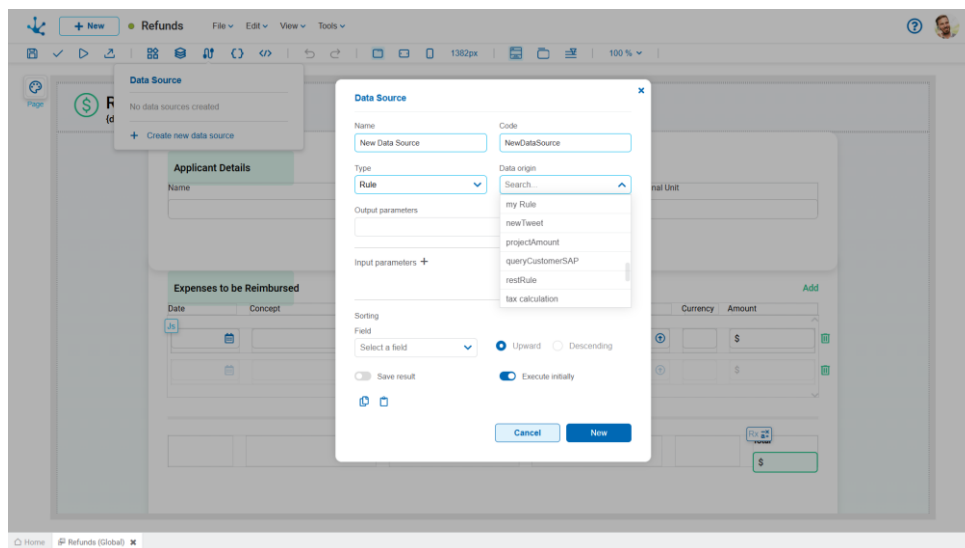 + New
Refunds
File
Edit
View
Tools
?
1382px
100 %
Page
Data Source
No data sources created
+ Create new data source
$
R
{d
Applicant Details
Name
nal Unit
Expenses to be Reimbursed
Add
Date
Concept
Currency
Amount
Js
$
$
Rx
$
Data Source
Name
Code
New Data Source
NewDataSource
Type
Data origin
Rule
Search...
Output parameters
my Rule
newTweet
projectAmount
queryCustomerSAP
restRule
tax calculation
Input parameters +
Sorting
Field
Select a field
Upward
Descending
Save result
Execute initially
Cancel
New
Home
Refunds (Global)